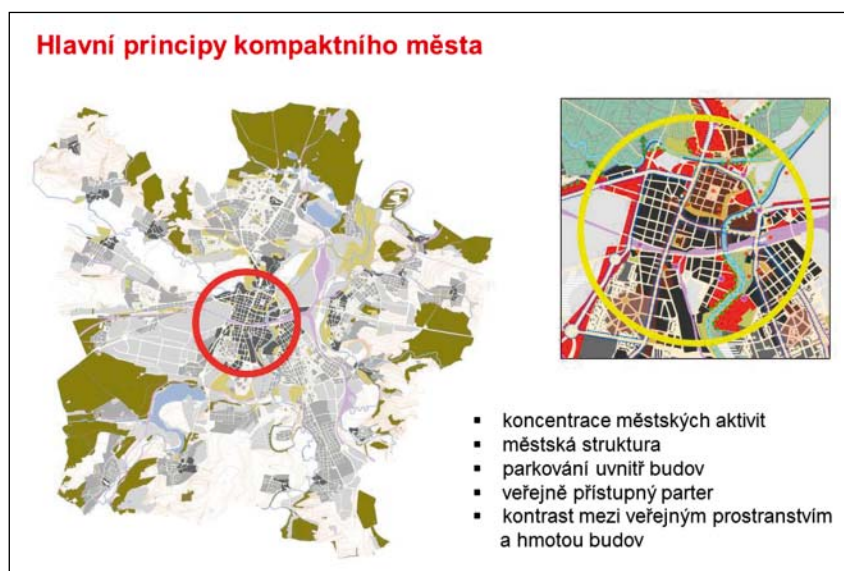 Hlavní principy kompaktního města
▪ koncentrace městských aktivit
▪ městská struktura
▪ parkování uvnitř budov
▪ veřejně přístupný parter
▪ kontrast mezi veřejným prostranstvím
a hmotou budov